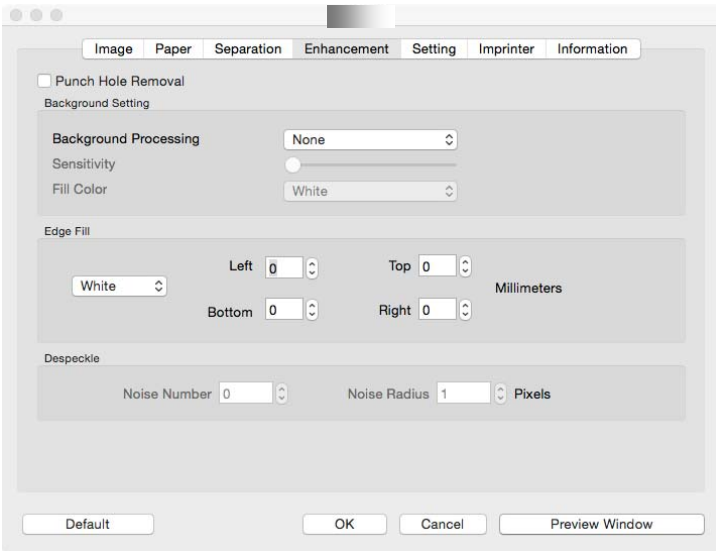 Image Paper Separation Enhancement Setting Imprinter Information
Punch Hole Removal
Background Setting
Background Processing None
Sensitivity
Fill Color White
Edge Fill
Left 0 Top 0
White Millimeters
Bottom 0 Right 0
Despeckle
Noise Number 0 Noise Radius 1 Pixels
Default OK Cancel Preview Window